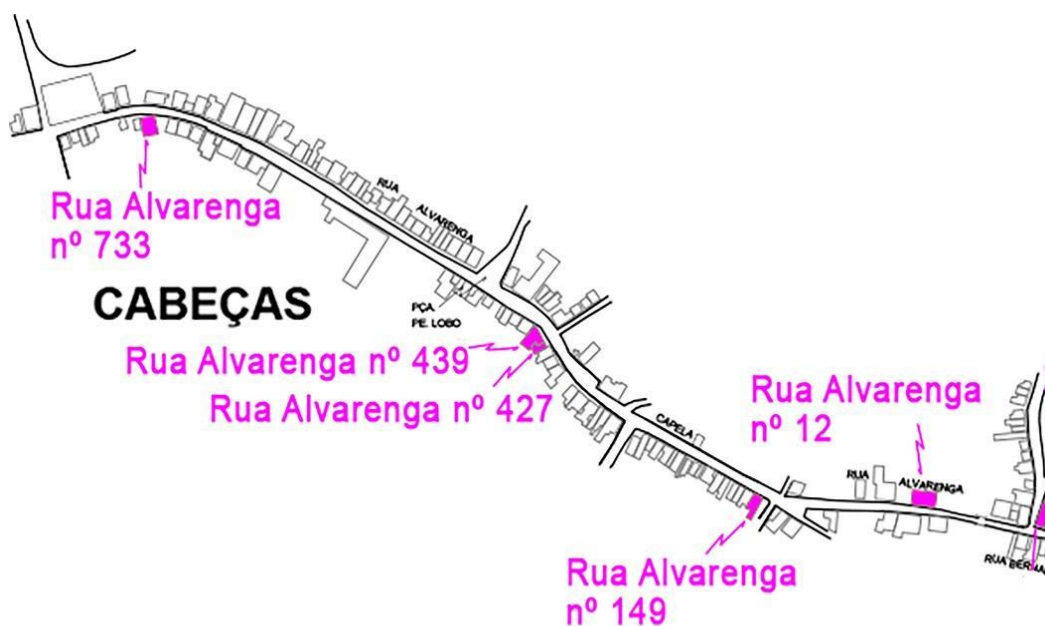 Rua Alvarenga
nº 733
CABEÇAS
RUA
ALVARENGA
PÇA
PE. LOBO
Rua Alvarenga nº 439
Rua Alvarenga nº 427
CAPELA
Rua Alvarenga
nº 12
RUA
ALVARENGA
Rua Alvarenga
nº 149
RUA